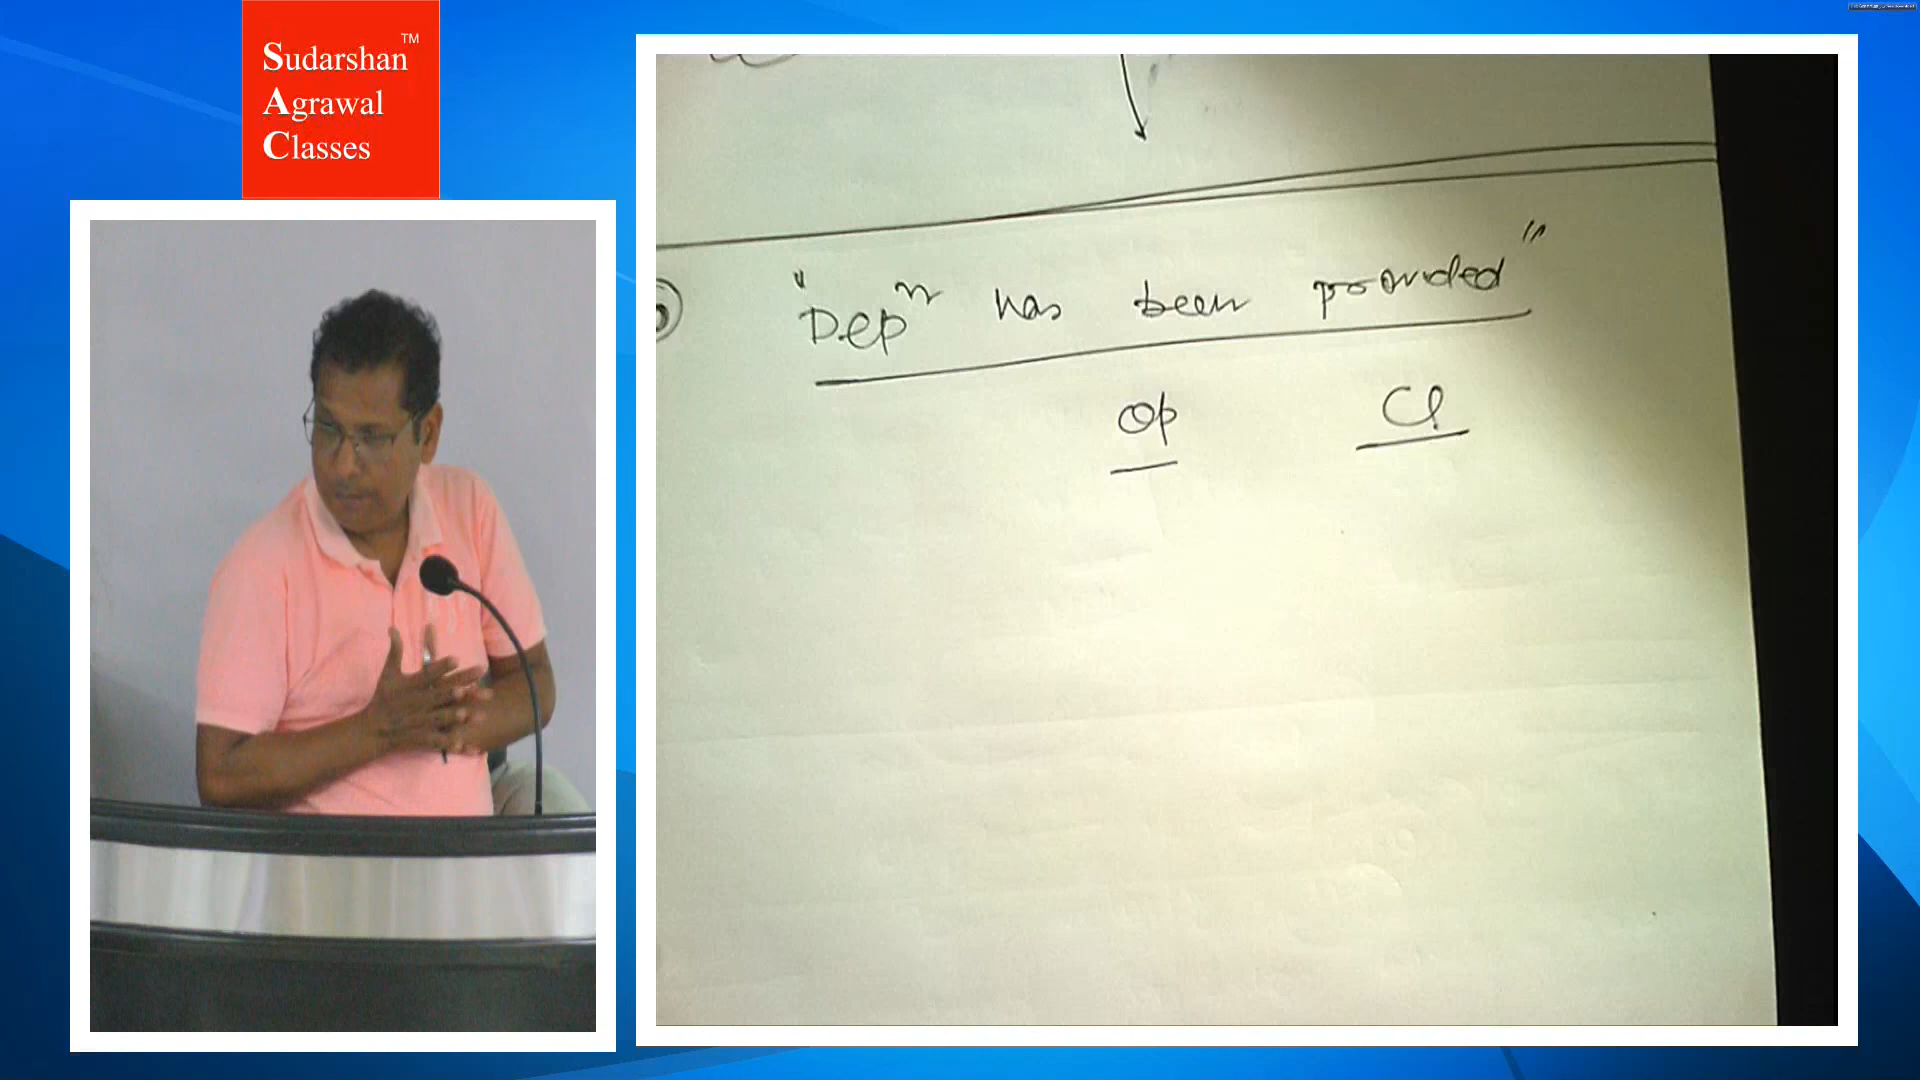 Sudarshan™
Agrawal
Classes
"Depn has been provided"
Op Cl